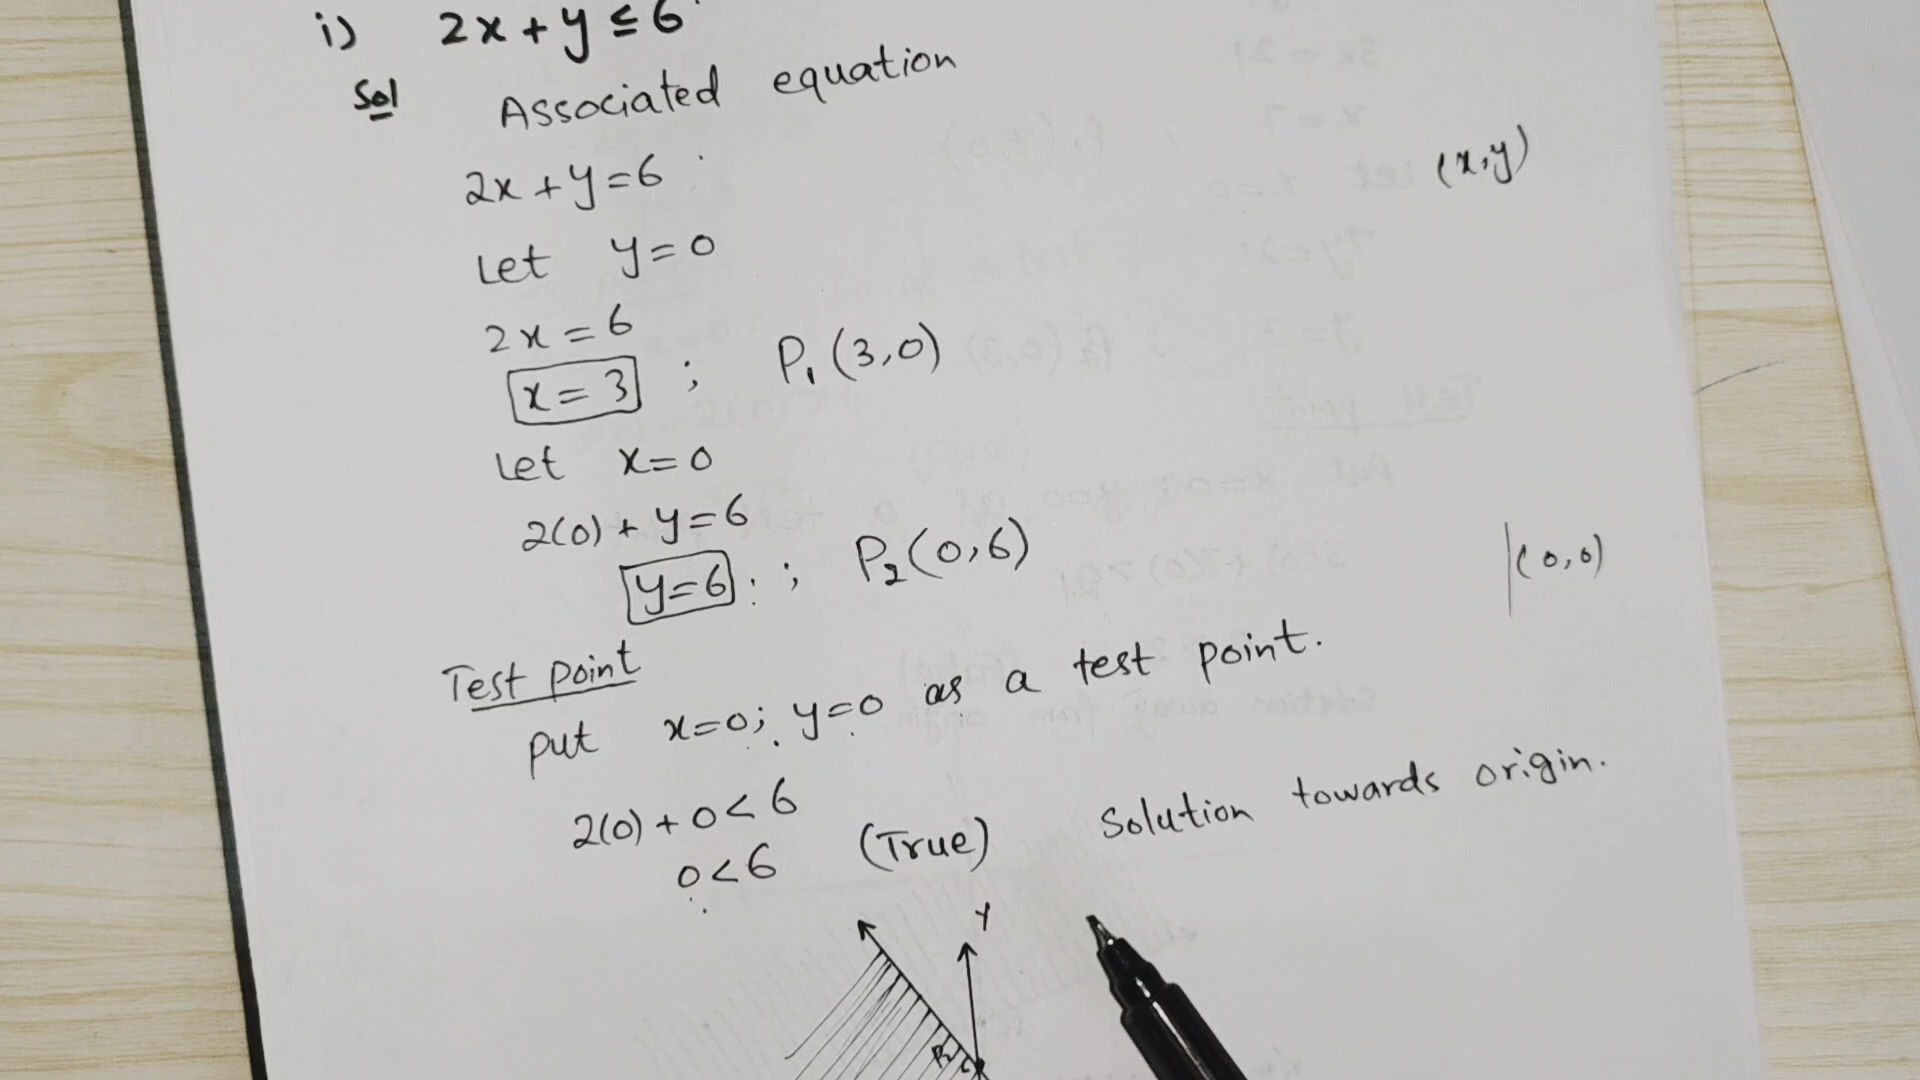 i) 2x + y ≤ 6
Sol Associated equation
2x + y = 6
(x,y)
Let y = 0
2x = 6
x = 3 ; P₁ (3,0)
Let x = 0
2(0) + y = 6
y = 6 ; P₂ (0,6)
(0,0)
Test point
put x=0; y=0 as a test point.
2(0) + 0 < 6
0 < 6 (True) Solution towards origin.
Y